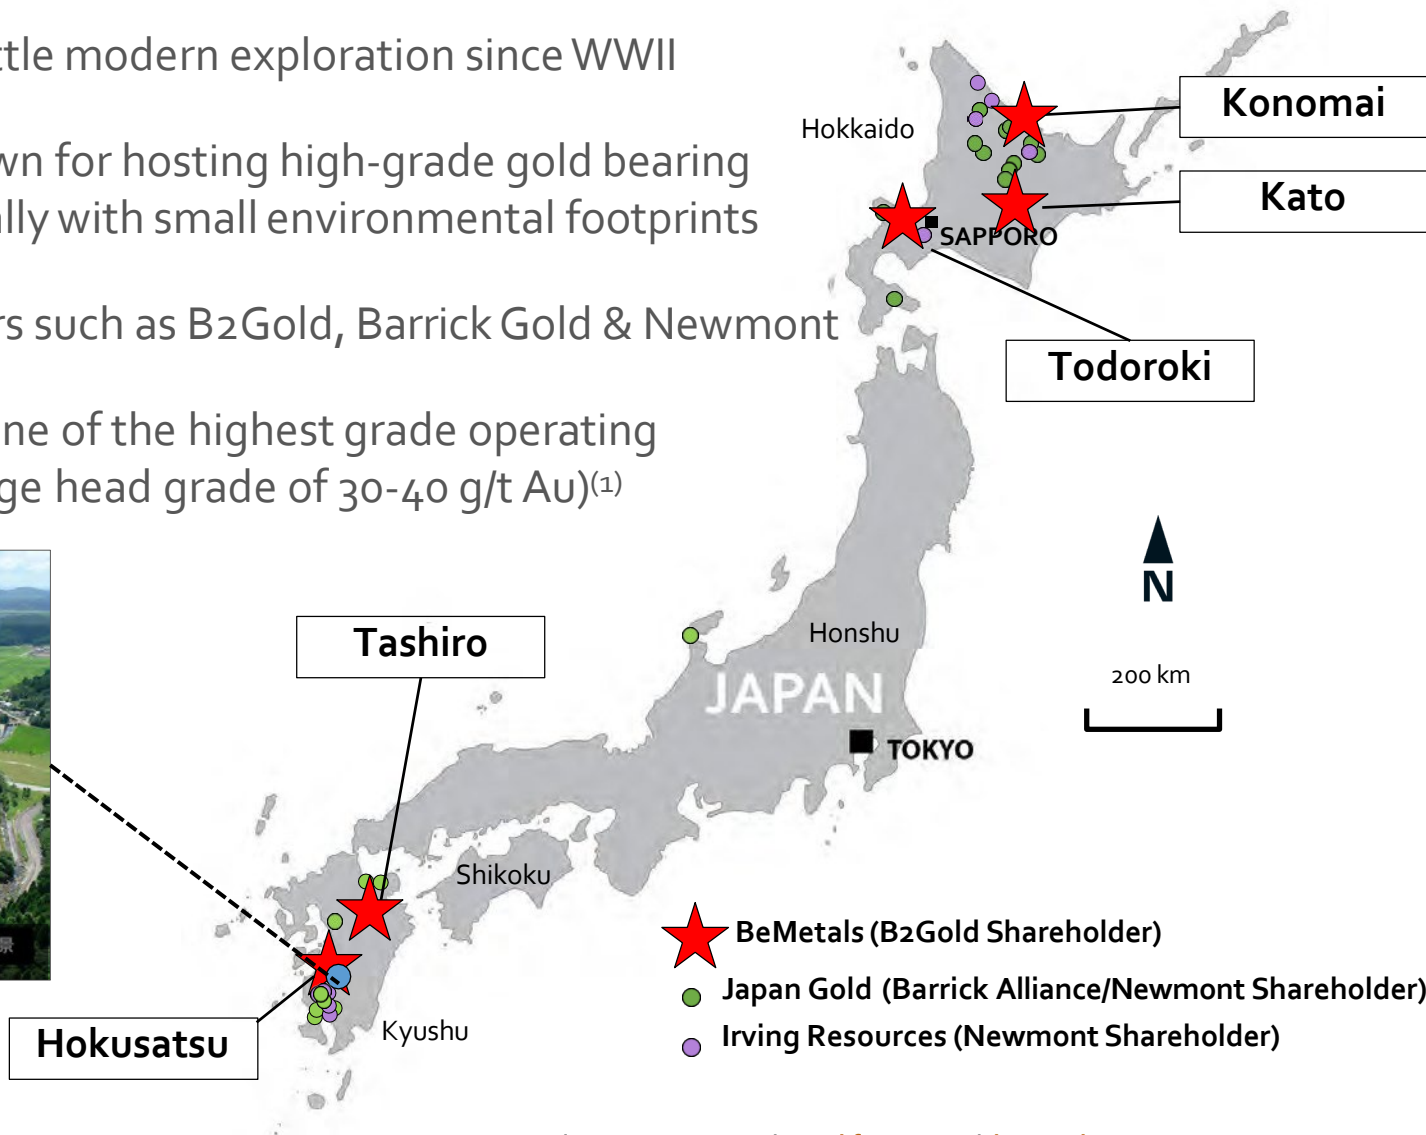 ttle modern exploration since WWII
wn for hosting high-grade gold bearing
ally with small environmental footprints
rs such as B2Gold, Barrick Gold & Newmont
ne of the highest grade operating
ge head grade of 30-40 g/t Au)(1)
Hokkaido
Konomai
Kato
SAPPORO
Todoroki
N
200 km
Tashiro
Honshu
JAPAN
TOKYO
Shikoku
景
Hokusatsu
Kyushu
BeMetals (B2Gold Shareholder)
Japan Gold (Barrick Alliance/Newmont Shareholder)
Irving Resources (Newmont Shareholder)